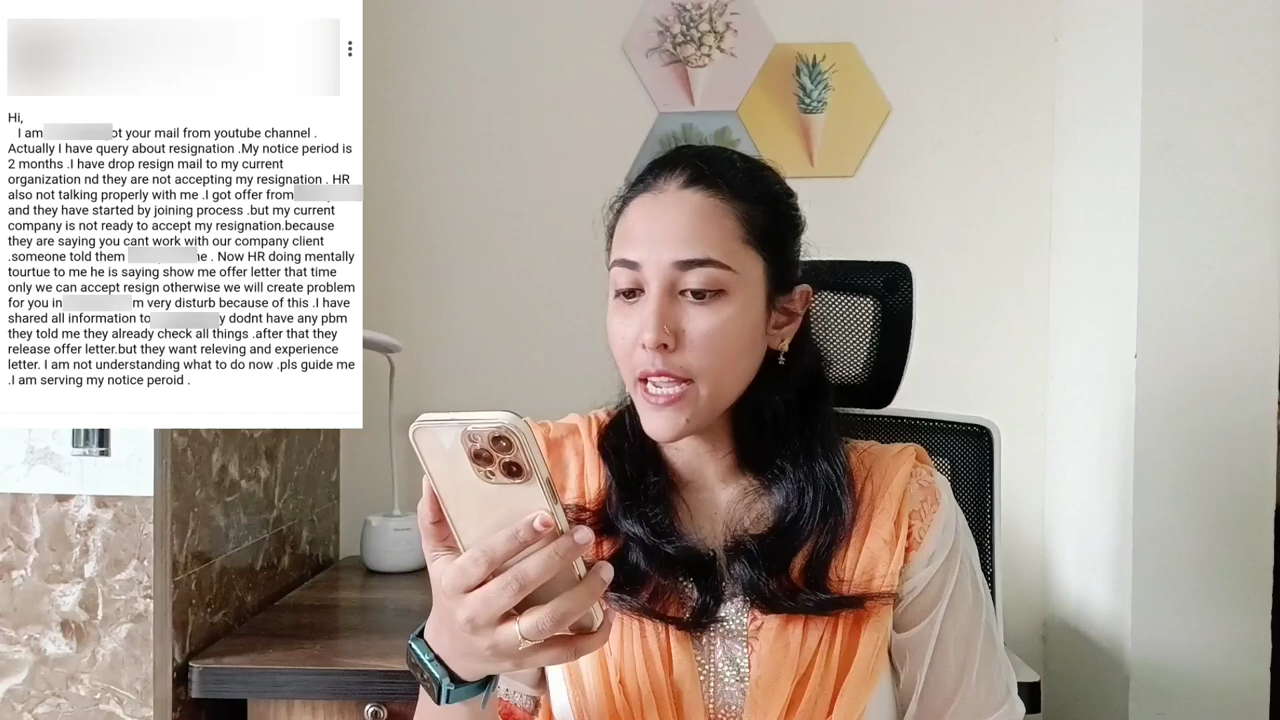 Hi,
I am ot your mail from youtube channel .
Actually I have query about resignation .My notice period is
2 months .I have drop resign mail to my current
organization nd they are not accepting my resignation . HR
also not talking properly with me .I got offer from
and they have started by joining process .but my current
company is not ready to accept my resignation.because
they are saying you cant work with our company client
.someone told them e . Now HR doing mentally
tourtue to me he is saying show me offer letter that time
only we can accept resign otherwise we will create problem
for you in m very disturb because of this .I have
shared all information to y dodnt have any pbm
they told me they already check all things .after that they
release offer letter.but they want releving and experience
letter. I am not understanding what to do now .pls guide me
.I am serving my notice peroid .